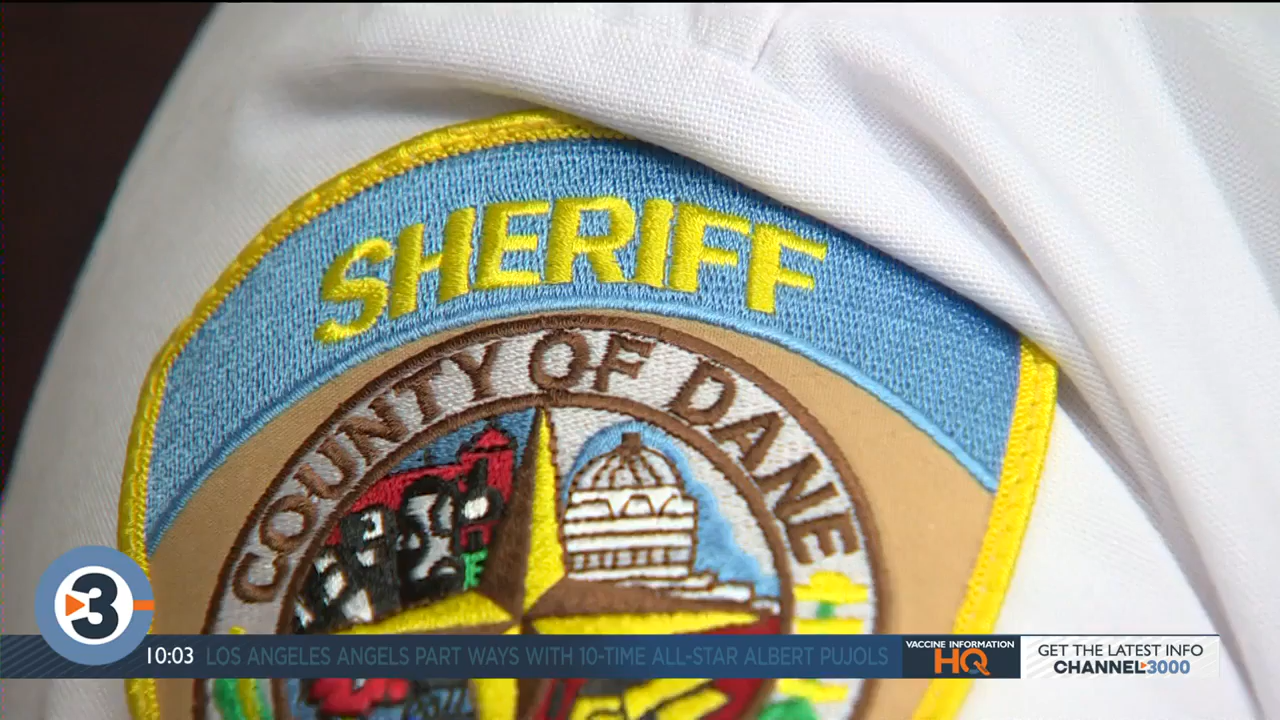 SHERIFF
COUNTY OF DANE
3
10:03 LOS ANGELES ANGELS PART WAYS WITH 10-TIME ALL-STAR ALBERT PUJOLS
VACCINE INFORMATION
HQ
GET THE LATEST INFO
CHANNEL3000